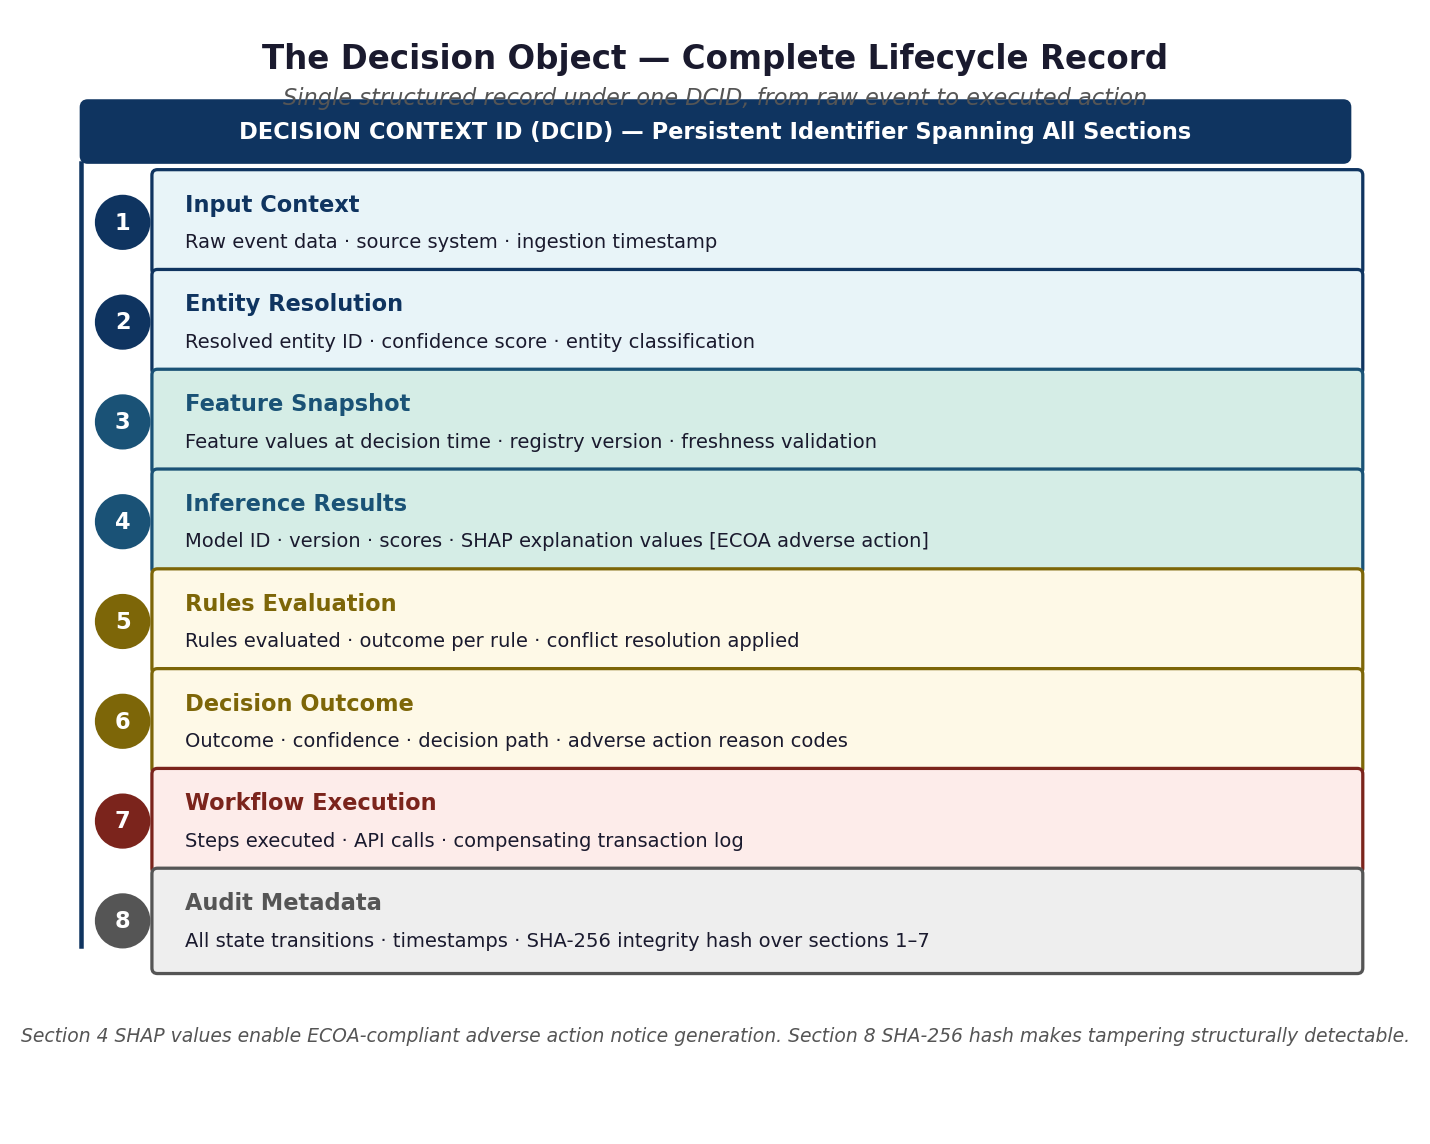 The Decision Object — Complete Lifecycle Record
Single structured record under one DCID, from raw event to executed action
DECISION CONTEXT ID (DCID) — Persistent Identifier Spanning All Sections
1
Input Context
Raw event data · source system · ingestion timestamp
2
Entity Resolution
Resolved entity ID · confidence score · entity classification
3
Feature Snapshot
Feature values at decision time · registry version · freshness validation
4
Inference Results
Model ID · version · scores · SHAP explanation values [ECOA adverse action]
5
Rules Evaluation
Rules evaluated · outcome per rule · conflict resolution applied
6
Decision Outcome
Outcome · confidence · decision path · adverse action reason codes
7
Workflow Execution
Steps executed · API calls · compensating transaction log
8
Audit Metadata
All state transitions · timestamps · SHA-256 integrity hash over sections 1–7
Section 4 SHAP values enable ECOA-compliant adverse action notice generation. Section 8 SHA-256 hash makes tampering structurally detectable.